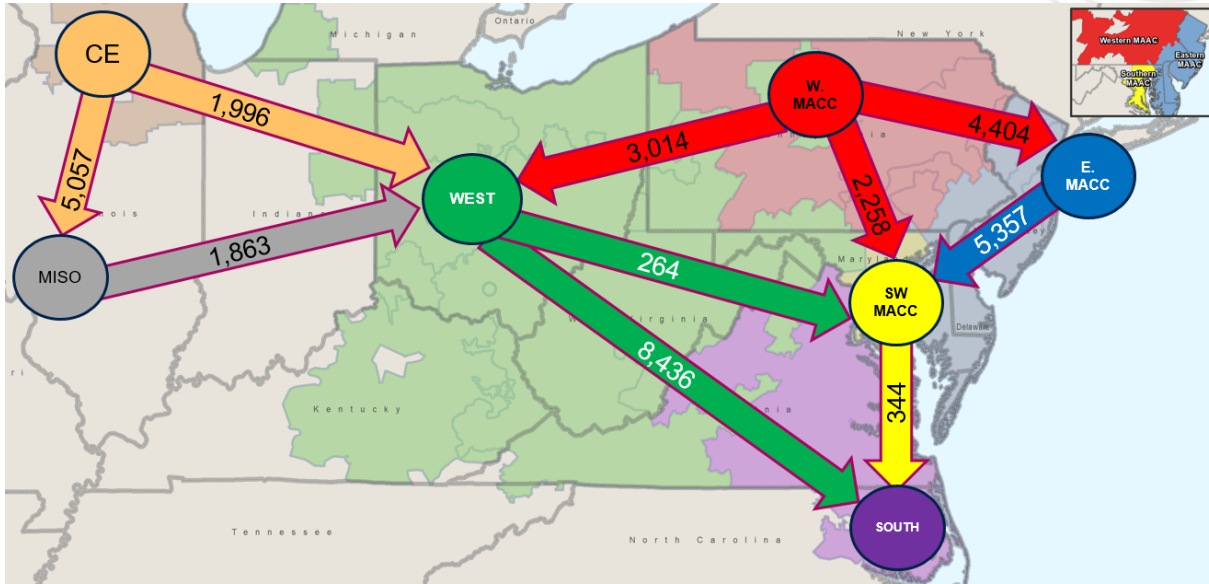 Ontario
Michigan
New York
CE
W.
MACC
Western MAAC
Eastern
MAAC
Southern
MAAC
1,996
3,014
4,404
5,057
2,258
E.
MACC
WEST
5,357
Indiana
MISO
1,863
264
Maryland
SW
MACC
Delaware
Virginia
8,436
344
Kentucky
SOUTH
Tennessee
North Carolina